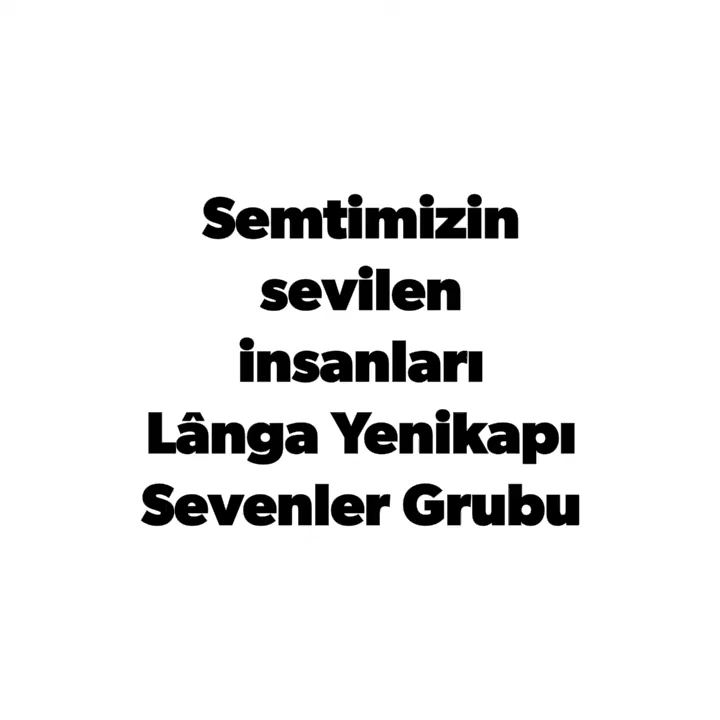 Semtimizin
sevilen
insanları
Lânga Yenikapı
Sevenler Grubu